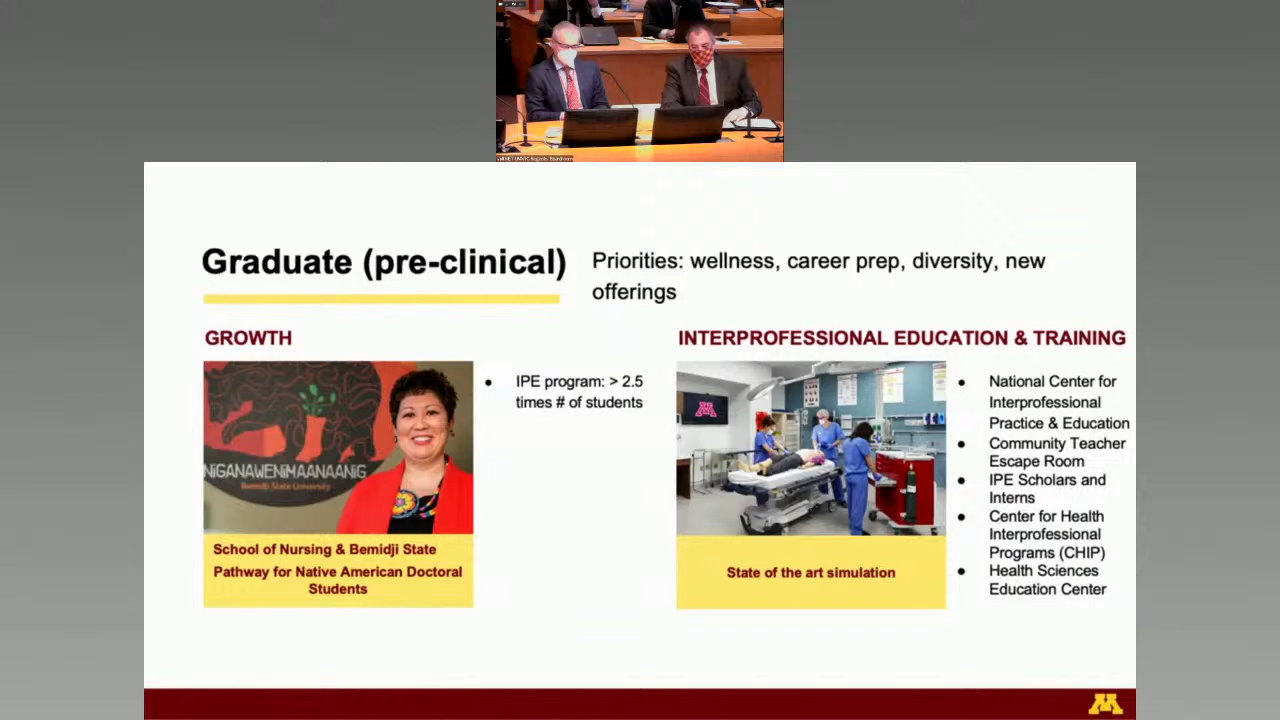 Graduate (pre-clinical)
Priorities: wellness, career prep, diversity, new
offerings
GROWTH
NIGANAWENIMAANAANIG
Bemidji State University
School of Nursing & Bemidji State
Pathway for Native American Doctoral
Students
● IPE program: > 2.5
times # of students
INTERPROFESSIONAL EDUCATION & TRAINING
State of the art simulation
● National Center for
Interprofessional
Practice & Education
● Community Teacher
Escape Room
● IPE Scholars and
Interns
● Center for Health
Interprofessional
Programs (CHIP)
● Health Sciences
Education Center
M